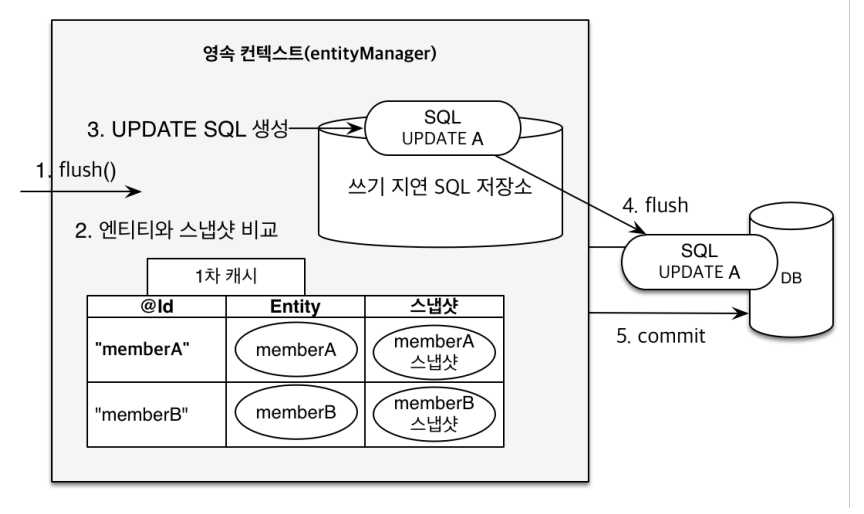 영속 컨텍스트(entityManager)
3. UPDATE SQL 생성
SQL
UPDATE A
쓰기 지연 SQL 저장소
1. flush()
2. 엔티티와 스냅샷 비교
4. flush
SQL
UPDATE A
DB
5. commit
1차 캐시
@Id Entity 스냅샷
"memberA" memberA memberA
스냅샷
"memberB" memberB memberB
스냅샷